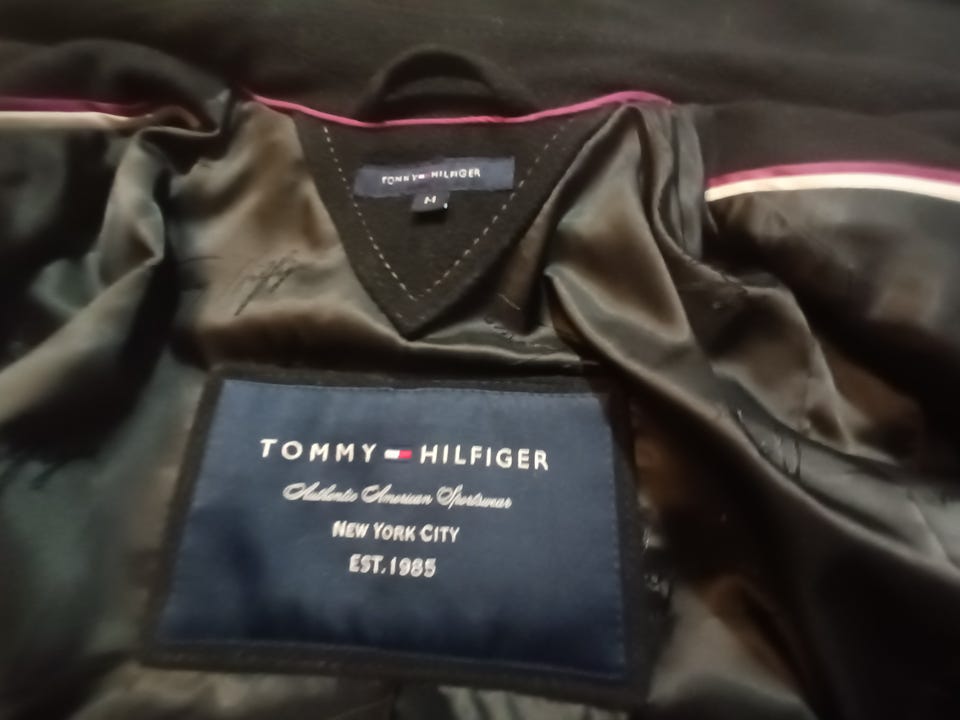 TOMMY HILFIGER
M
TOMMY HILFIGER
Authentic American Sportswear
NEW YORK CITY
EST. 1985